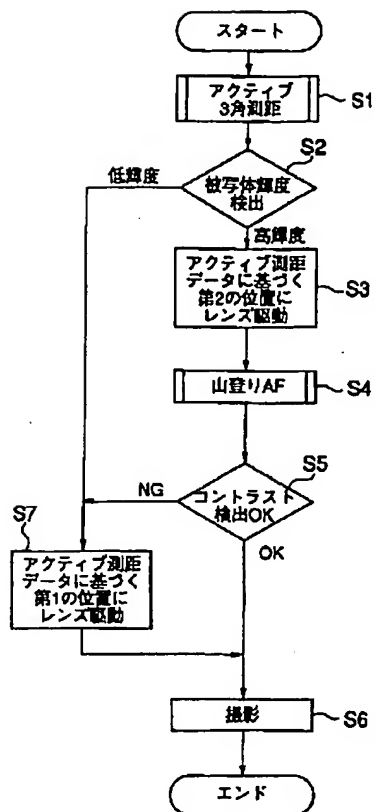 スタート
アクティブ
3角測距
S1
S2
低輝度
被写体輝度
検出
高輝度
アクティブ測距
データに基づく
第2の位置に
レンズ駆動
S3
山登りAF
S4
S5
NG
コントラスト
検出OK
OK
S7
アクティブ測距
データに基づく
第1の位置に
レンズ駆動
撮影
S6
エンド